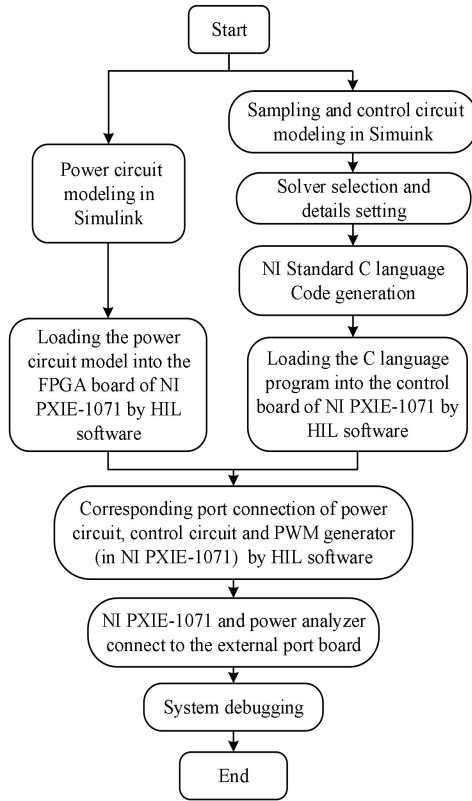 Start
Sampling and control circuit
modeling in Simuink
Power circuit
modeling in
Simulink
Solver selection and
details setting
NI Standard C language
Code generation
Loading the power
circuit model into the
FPGA board of NI
PXIE-1071 by HIL
software
Loading the C language
program into the control
board of NI PXIE-1071 by
HIL software
Corresponding port connection of power
circuit, control circuit and PWM generator
(in NI PXIE-1071) by HIL software
NI PXIE-1071 and power analyzer
connect to the external port board
System debugging
End